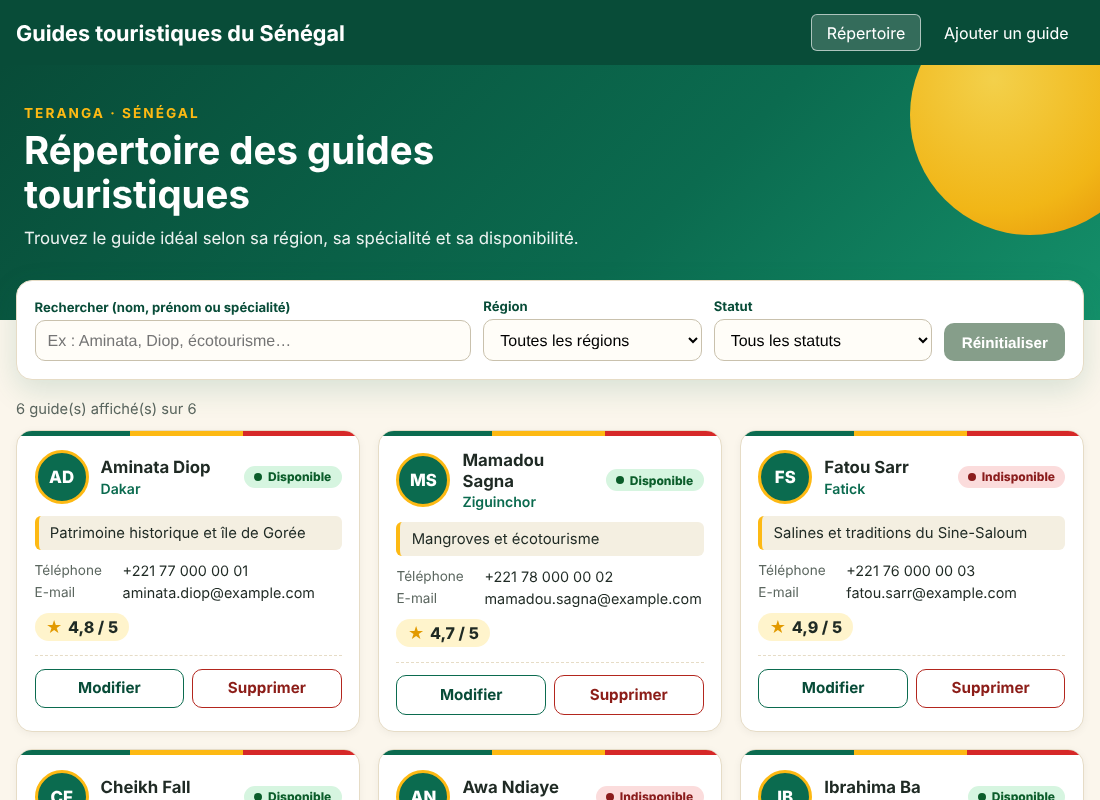 Guides touristiques du Sénégal
Répertoire
Ajouter un guide
TERANGA · SÉNÉGAL
Répertoire des guides
touristiques
Trouvez le guide idéal selon sa région, sa spécialité et sa disponibilité.
Rechercher (nom, prénom ou spécialité)
Ex : Aminata, Diop, écotourisme…
Région
Toutes les régions
Statut
Tous les statuts
Réinitialiser
6 guide(s) affiché(s) sur 6
AD
Aminata Diop
Dakar
Disponible
Patrimoine historique et île de Gorée
Téléphone +221 77 000 00 01
E-mail aminata.diop@example.com
★ 4,8 / 5
Modifier
Supprimer
MS
Mamadou
Sagna
Ziguinchor
Disponible
Mangroves et écotourisme
Téléphone +221 78 000 00 02
E-mail mamadou.sagna@example.com
★ 4,7 / 5
Modifier
Supprimer
FS
Fatou Sarr
Fatick
Indisponible
Salines et traditions du Sine-Saloum
Téléphone +221 76 000 00 03
E-mail fatou.sarr@example.com
★ 4,9 / 5
Modifier
Supprimer
CF
Cheikh Fall
Disponible
AN
Awa Ndiaye
Indisponible
IB
Ibrahima Ba
Disponible